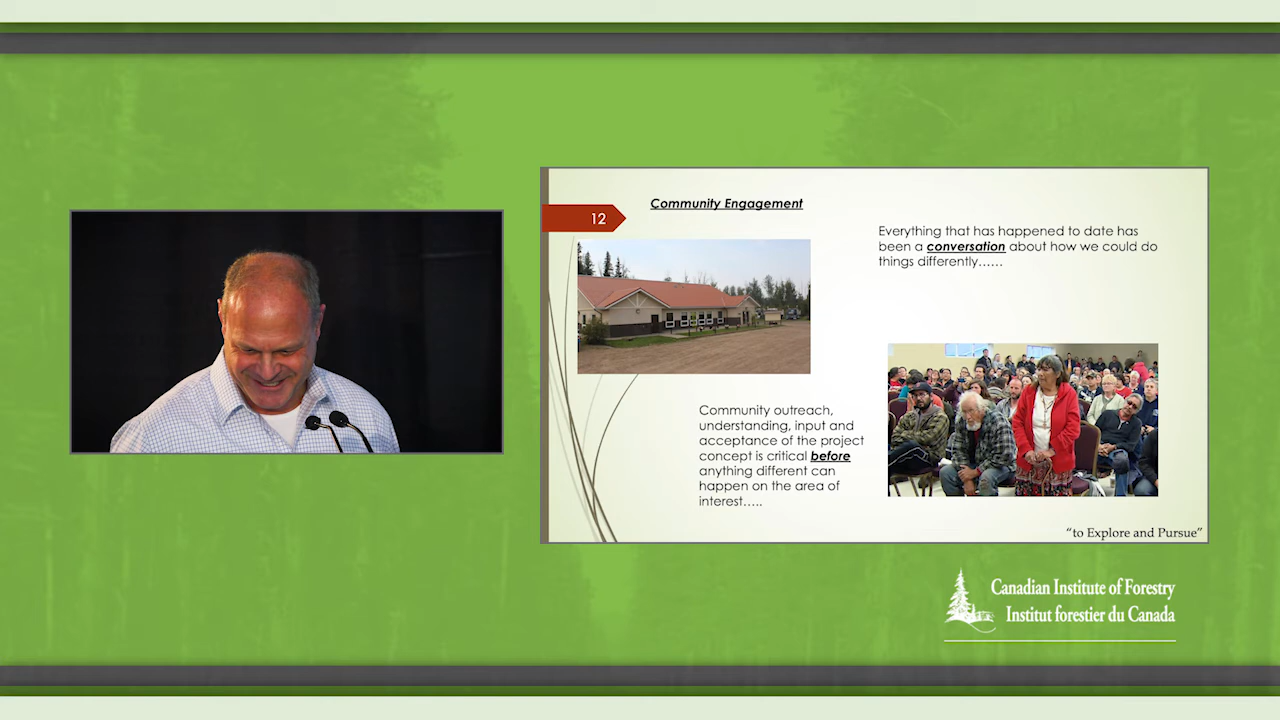 12
Community Engagement
Everything that has happened to date has
been a conversation about how we could do
things differently……
Community outreach,
understanding, input and
acceptance of the project
concept is critical before
anything different can
happen on the area of
interest…..
“to Explore and Pursue”
Canadian Institute of Forestry
Institut forestier du Canada